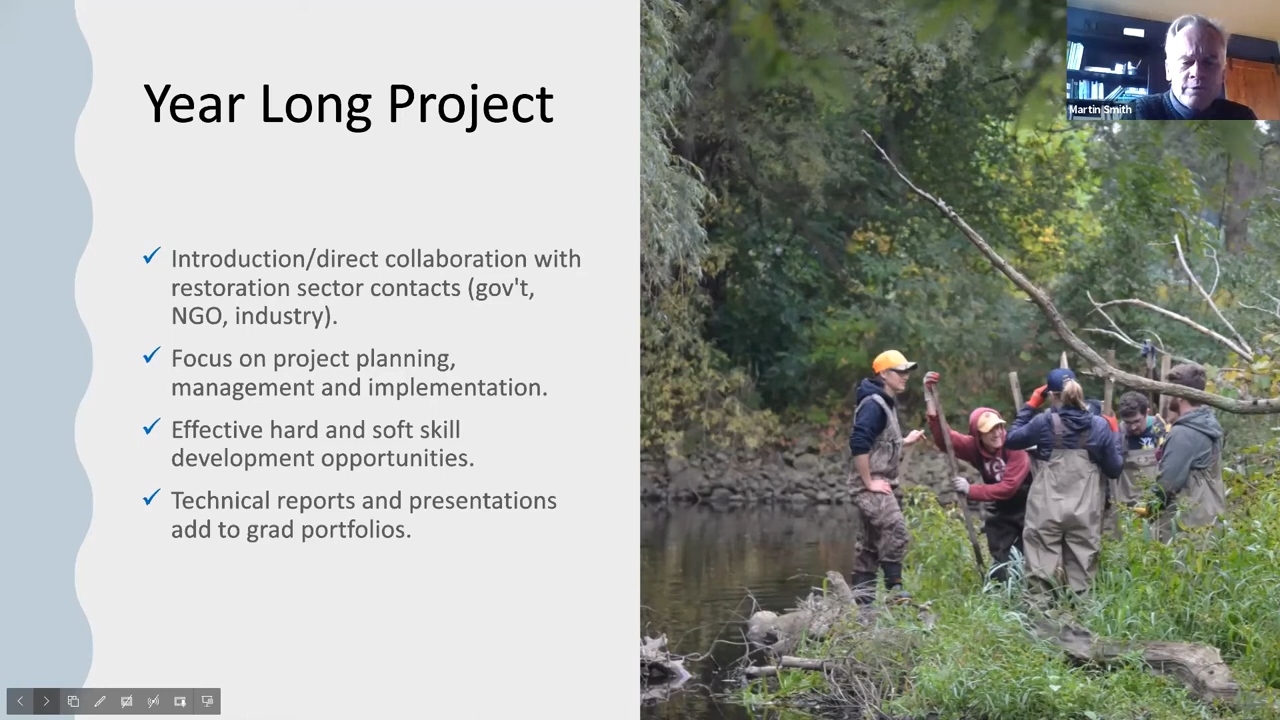 Year Long Project
✓ Introduction/direct collaboration with
restoration sector contacts (gov't,
NGO, industry).
✓ Focus on project planning,
management and implementation.
✓ Effective hard and soft skill
development opportunities.
✓ Technical reports and presentations
add to grad portfolios.
Martin Smith